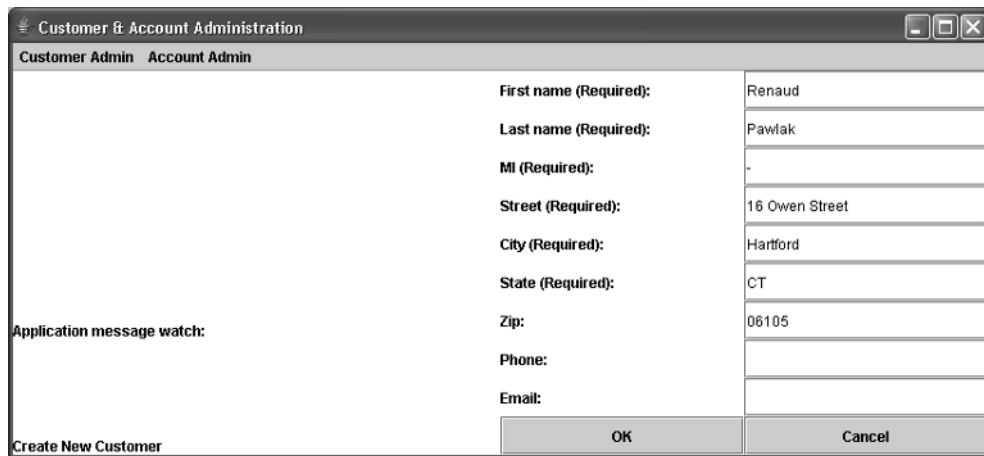 Customer & Account Administration
Customer Admin Account Admin
First name (Required): Renaud
Last name (Required): Pawlak
MI (Required): -
Street (Required): 16 Owen Street
City (Required): Hartford
State (Required): CT
Application message watch:
Zip: 06105
Phone:
Email:
Create New Customer
OK Cancel